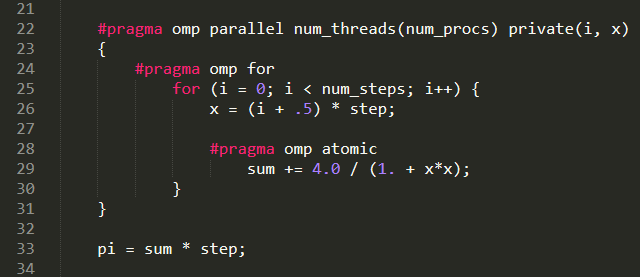 21
22 #pragma omp parallel num_threads(num_procs) private(i, x)
23 {
24 #pragma omp for
25 for (i = 0; i < num_steps; i++) {
26 x = (i + .5) * step;
27
28 #pragma omp atomic
29 sum += 4.0 / (1. + x*x);
30 }
31 }
32
33 pi = sum * step;
34